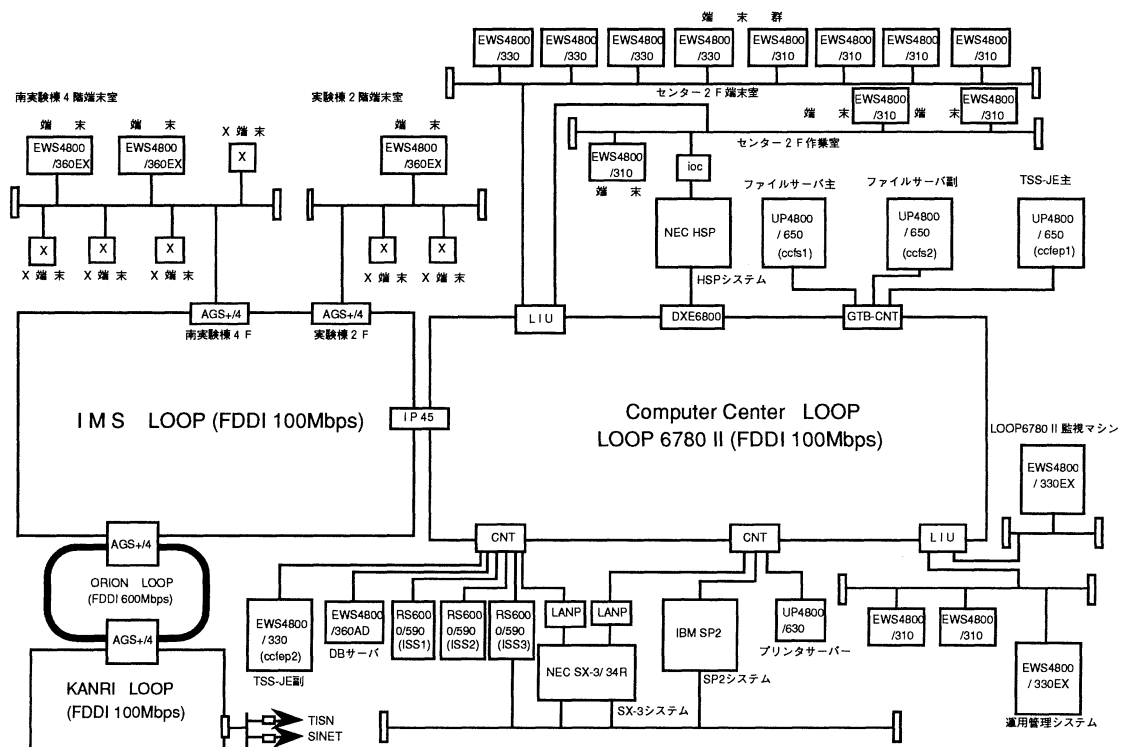 端 末 群
EWS4800 /330
EWS4800 /330
EWS4800 /330
EWS4800 /330
EWS4800 /310
EWS4800 /310
EWS4800 /310
EWS4800 /310
センター2F端末室
南実験棟4階端末室
実験棟2階端末室
端 末
EWS4800 /360EX
端 末
EWS4800 /360EX
X 端 末
X
端 末
EWS4800 /360EX
端 末
EWS4800 /310
端 末
EWS4800 /310
センター2F作業室
EWS4800 /310
端 末
ioc
X
X 端 末
X
X 端 末
X
X 端 末
X
X 端 末
X
X 端 末
NEC HSP
HSPシステム
ファイルサーバ主
UP4800 / 650 (ccfs1)
ファイルサーバ副
UP4800 / 650 (ccfs2)
TSS-JE主
UP4800 / 650 (ccfep1)
AGS+/4
南実験棟4F
AGS+/4
実験棟2F
LIU
DXE6800
GTB-CNT
IMS LOOP (FDDI 100Mbps)
IP45
Computer Center LOOP
LOOP 6780 II (FDDI 100Mbps)
LOOP6780 II 監視マシン
EWS4800 / 330EX
AGS+/4
ORION LOOP
(FDDI 600Mbps)
AGS+/4
KANRI LOOP
(FDDI 100Mbps)
TISN
SINET
CNT
CNT
LIU
EWS4800 / 330 (ccfep2)
TSS-JE副
EWS4800 /360AD
DBサーバ
RS600 0/590 (ISS1)
RS600 0/590 (ISS2)
RS600 0/590 (ISS3)
LANP
LANP
NEC SX-3/ 34R
SX-3システム
IBM SP2
SP2システム
UP4800 /630
プリンタサーバー
EWS4800 /310
EWS4800 /310
EWS4800 / 330EX
運用管理システム